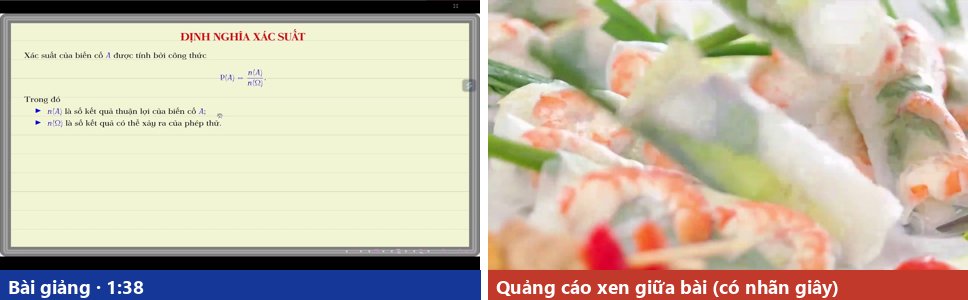 ĐỊNH NGHĨA XÁC SUẤT
Xác suất của biến cố A được tính bởi công thức
P(A) = n(A) / n(Ω).
Trong đó
► n(A) là số kết quả thuận lợi của biến cố A;
► n(Ω) là số kết quả có thể xảy ra của phép thử.
Bài giảng · 1:38
Quảng cáo xen giữa bài (có nhãn giây)